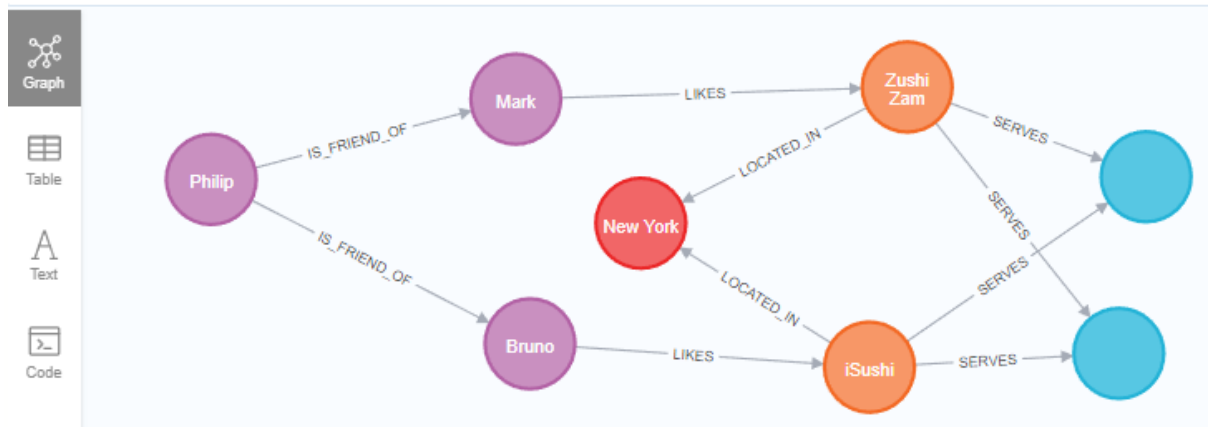 Graph
Table
Text
Code
Philip
IS_FRIEND_OF
Mark
LIKES
Zushi
Zam
SERVES
LOCATED_IN
New York
SERVES
IS_FRIEND_OF
SERVES
LOCATED_IN
Bruno
LIKES
iSushi
SERVES